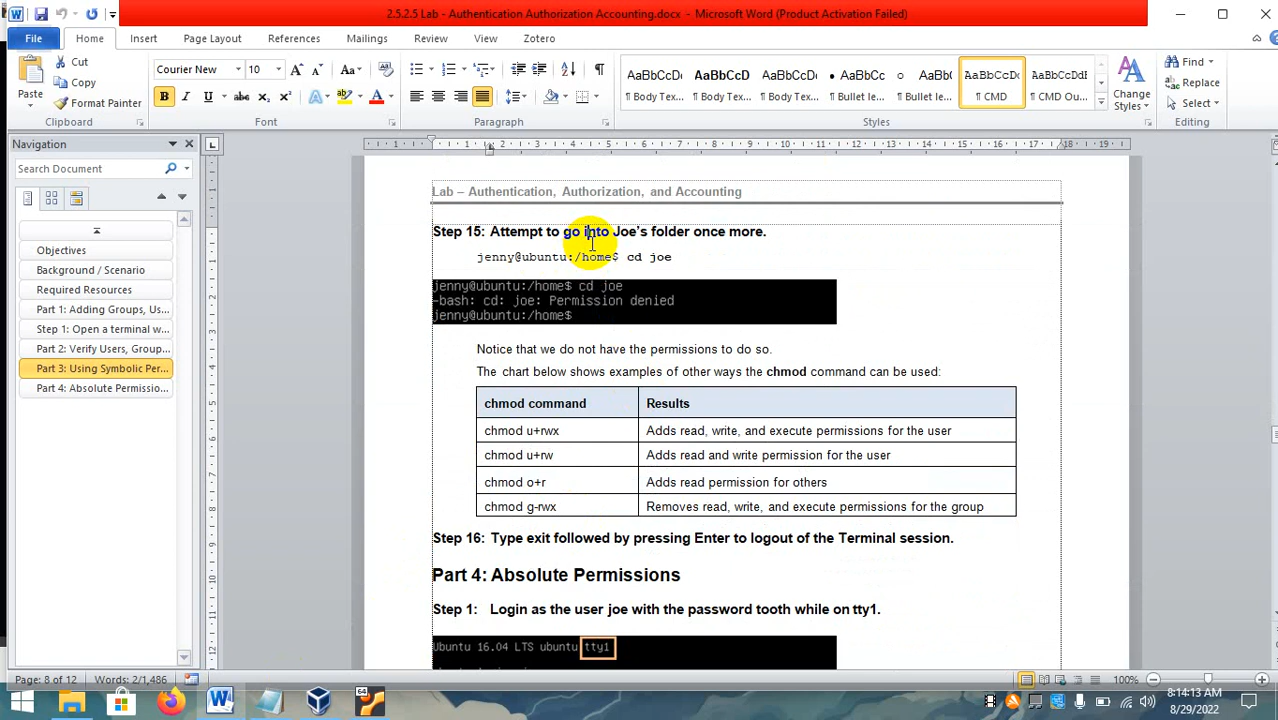 2.5.2.5 Lab - Authentication Authorization Accounting.docx - Microsoft Word (Product Activation Failed)
File Home Insert Page Layout References Mailings Review View Zotero
Paste
Cut
Copy
Format Painter
Courier New 10
AaBbCcDc AaBbCcD AaBbCcDc • AaBbCc ○ AaBbC AaBbCcDc AaBbCcDdE
¶ Body Tex... ¶ Body Tex... ¶ Body Tex... ¶ Bullet le... ¶ Bullet le... ¶ CMD ¶ CMD Ou...
Change
Styles
Find
Replace
Select
Clipboard Font Paragraph Styles Editing
Navigation
Search Document
Objectives
Background / Scenario
Required Resources
Part 1: Adding Groups, Us...
Step 1: Open a terminal w...
Part 2: Verify Users, Group...
Part 3: Using Symbolic Per...
Part 4: Absolute Permissio...
Lab – Authentication, Authorization, and Accounting
Step 15: Attempt to go into Joe’s folder once more.
jenny@ubuntu:/home$ cd joe
jenny@ubuntu:/home$ cd joe
-bash: cd: joe: Permission denied
jenny@ubuntu:/home$
Notice that we do not have the permissions to do so.
The chart below shows examples of other ways the chmod command can be used:
chmod command Results
chmod u+rwx Adds read, write, and execute permissions for the user
chmod u+rw Adds read and write permission for the user
chmod o+r Adds read permission for others
chmod g-rwx Removes read, write, and execute permissions for the group
Step 16: Type exit followed by pressing Enter to logout of the Terminal session.
Part 4: Absolute Permissions
Step 1: Login as the user joe with the password tooth while on tty1.
Ubuntu 16.04 LTS ubuntu tty1
Page: 8 of 12 Words: 2/1,486
100%
8:14:13 AM
8/29/2022